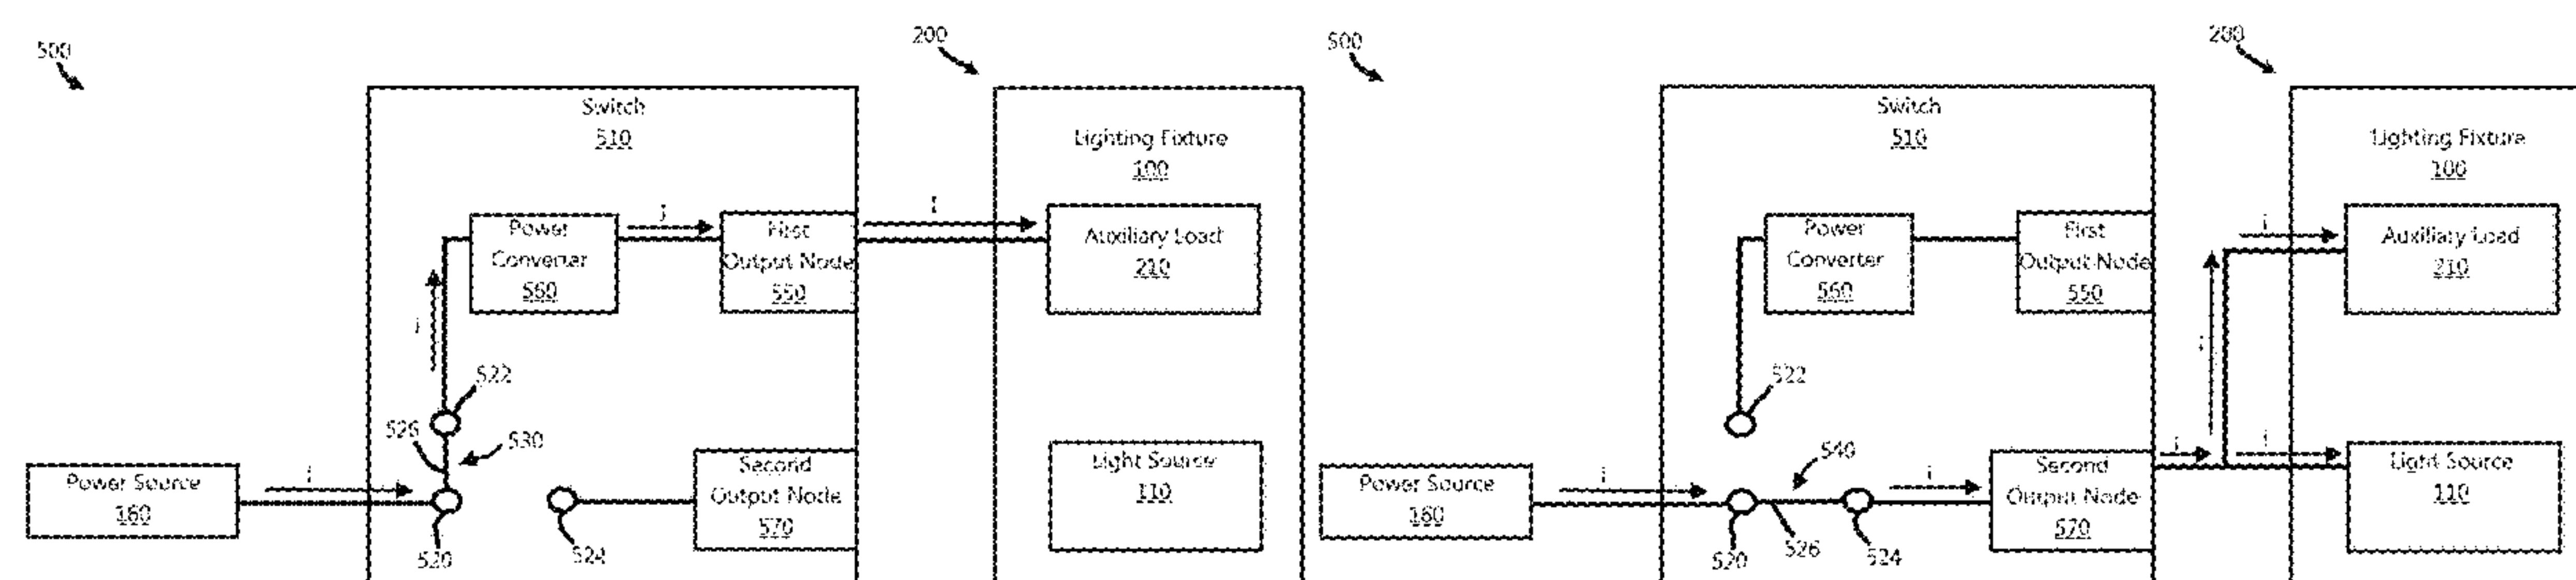 500
200
Switch
510
Lighting Fixture
100
Power
Converter
560
i
First
Output Node
550
i
Auxiliary Load
210
i
522
526
530
Power Source
160
i
520
524
Second
Output Node
570
Light Source
110
500
200
Switch
510
Lighting Fixture
100
Power
Converter
560
First
Output Node
550
i
Auxiliary Load
210
i
522
540
Power Source
160
i
520
526
524
i
Second
Output Node
570
i
i
Light Source
110